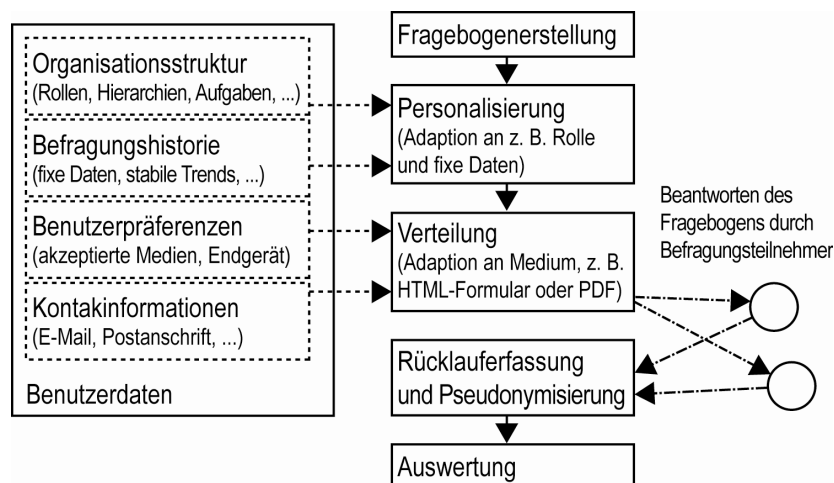 Organisationsstruktur
(Rollen, Hierarchien, Aufgaben, ...)
Befragungshistorie
(fixe Daten, stabile Trends, ...)
Benutzerpräferenzen
(akzeptierte Medien, Endgerät)
Kontakinformationen
(E-Mail, Postanschrift, ...)
Benutzerdaten
Fragebogenerstellung
Personalisierung
(Adaption an z. B. Rolle
und fixe Daten)
Verteilung
(Adaption an Medium, z. B.
HTML-Formular oder PDF)
Beantworten des
Fragebogens durch
Befragungsteilnehmer
Rücklauferfassung
und Pseudonymisierung
Auswertung